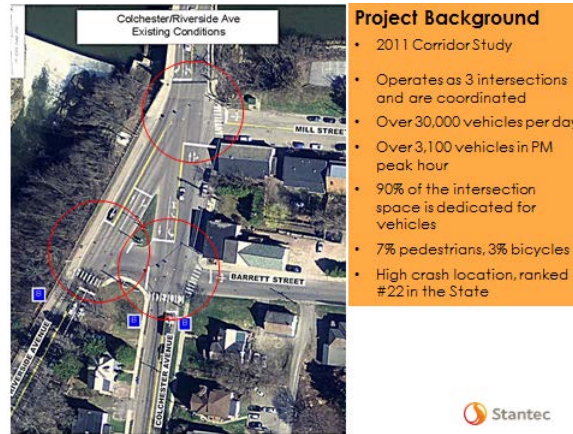 Colchester/Riverside Ave
Existing Conditions
MILL STREET
BARRETT STREET
RIVERSIDE AVENUE
COLCHESTER AVENUE
Project Background
• 2011 Corridor Study
• Operates as 3 intersections
and are coordinated
• Over 30,000 vehicles per day
• Over 3,100 vehicles in PM
peak hour
• 90% of the intersection
space is dedicated for
vehicles
• 7% pedestrians, 3% bicycles
• High crash location, ranked
#22 in the State
Stantec